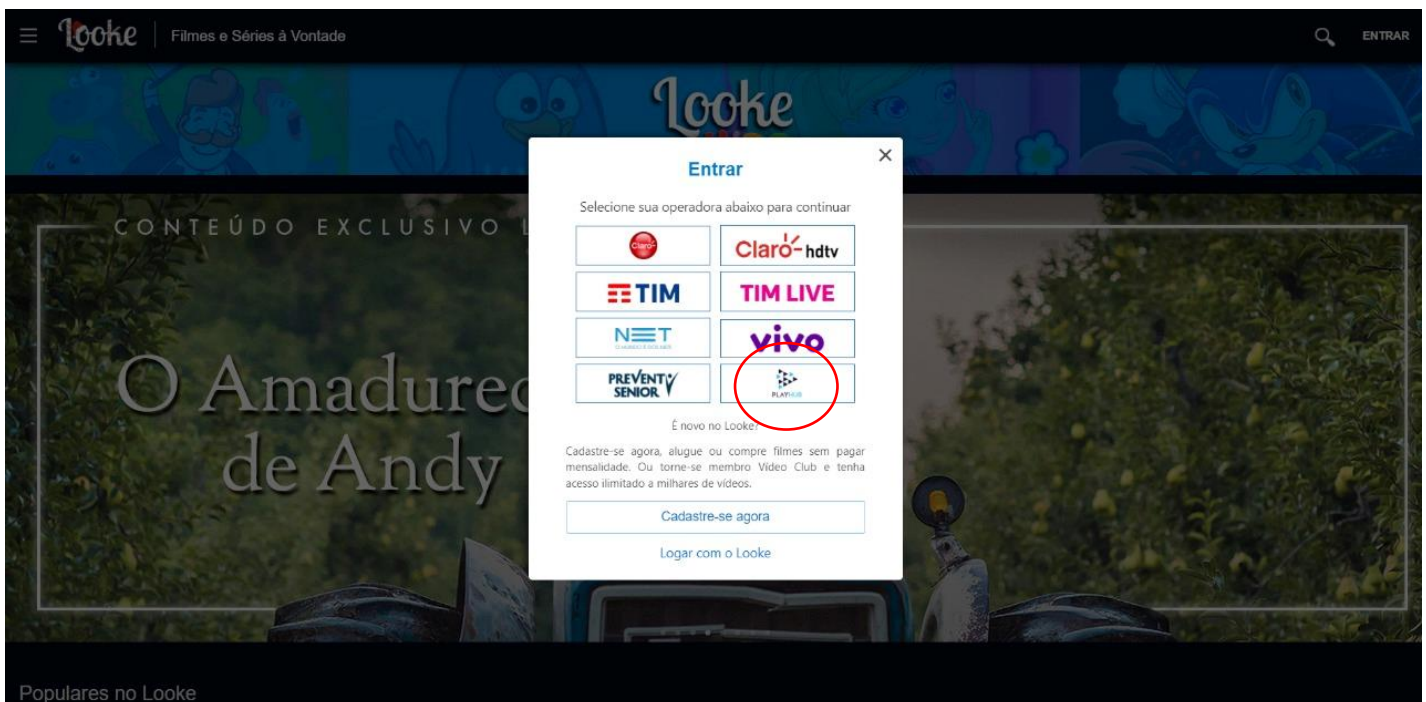 Looke
Filmes e Séries à Vontade
ENTRAR
Looke
CONTEÚDO EXCLUSIVO
O Amadurec
de Andy
Entrar
Selecione sua operadora abaixo para continuar
Claro
Claro hdtv
TIM
TIM LIVE
NET
vivo
PREVENT SENIOR
PLAYHUB
É novo no Looke?
Cadastre-se agora, alugue ou compre filmes sem pagar
mensalidade. Ou torne-se membro Vídeo Club e tenha
acesso ilimitado a milhares de vídeos.
Cadastre-se agora
Logar com o Looke
Populares no Looke